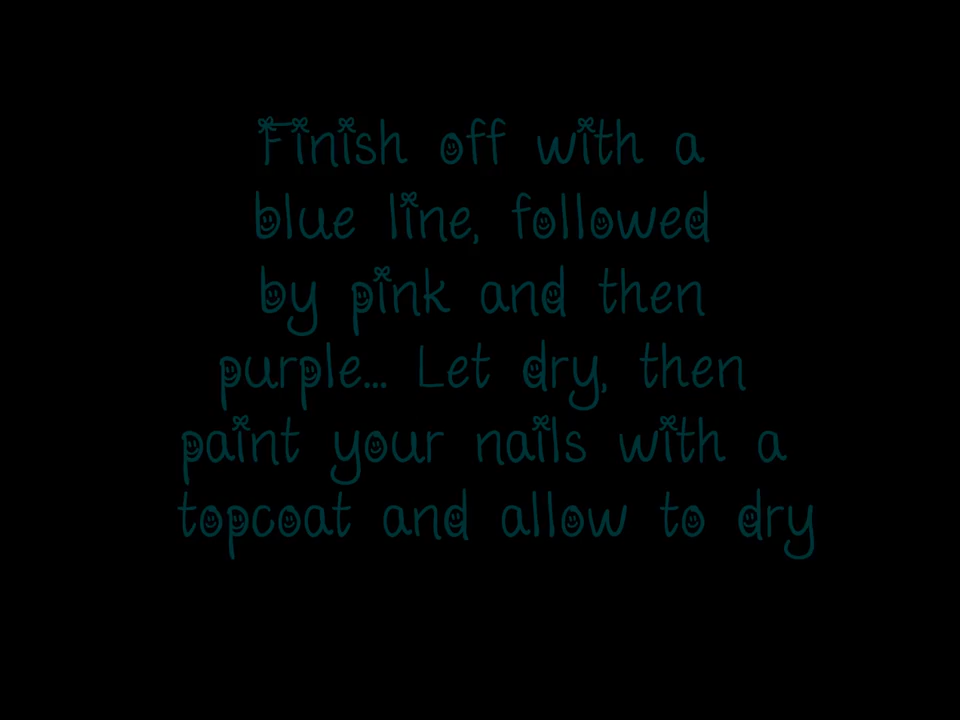 Finish off with a
blue line, followed
by pink and then
purple... Let dry, then
paint your nails with a
topcoat and allow to dry